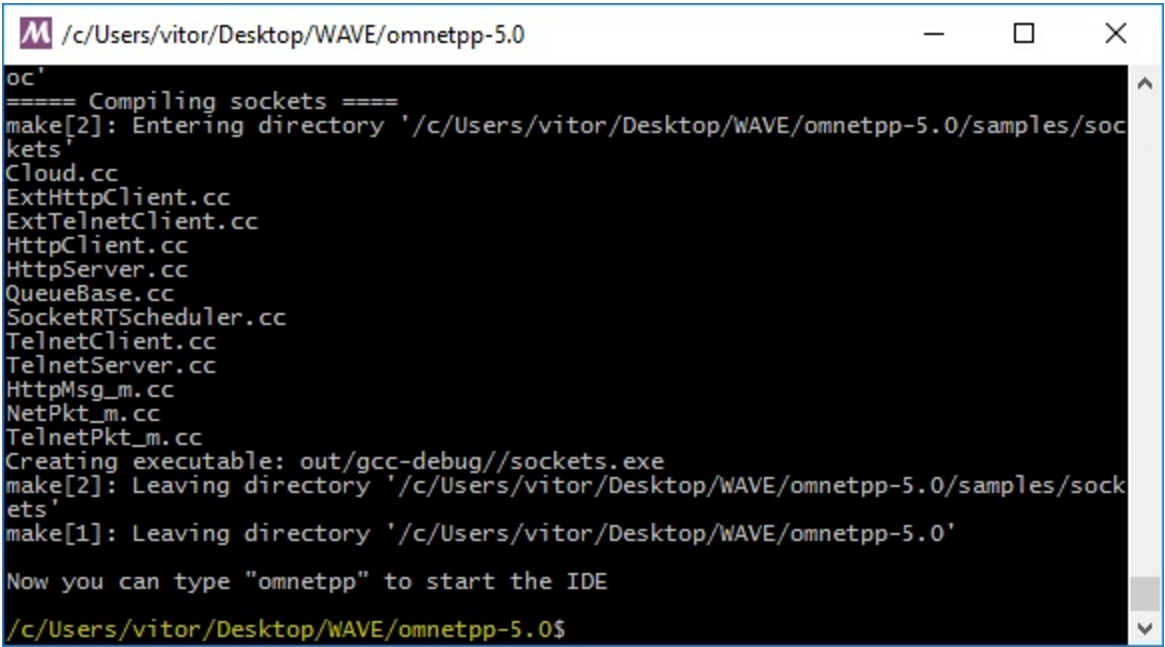 /c/Users/vitor/Desktop/WAVE/omnetpp-5.0
oc'
===== Compiling sockets ====
make[2]: Entering directory '/c/Users/vitor/Desktop/WAVE/omnetpp-5.0/samples/soc
kets'
Cloud.cc
ExtHttpClient.cc
ExtTelnetClient.cc
HttpClient.cc
HttpServer.cc
QueueBase.cc
SocketRTScheduler.cc
TelnetClient.cc
TelnetServer.cc
HttpMsg_m.cc
NetPkt_m.cc
TelnetPkt_m.cc
Creating executable: out/gcc-debug//sockets.exe
make[2]: Leaving directory '/c/Users/vitor/Desktop/WAVE/omnetpp-5.0/samples/sock
ets'
make[1]: Leaving directory '/c/Users/vitor/Desktop/WAVE/omnetpp-5.0'
Now you can type "omnetpp" to start the IDE
/c/Users/vitor/Desktop/WAVE/omnetpp-5.0$